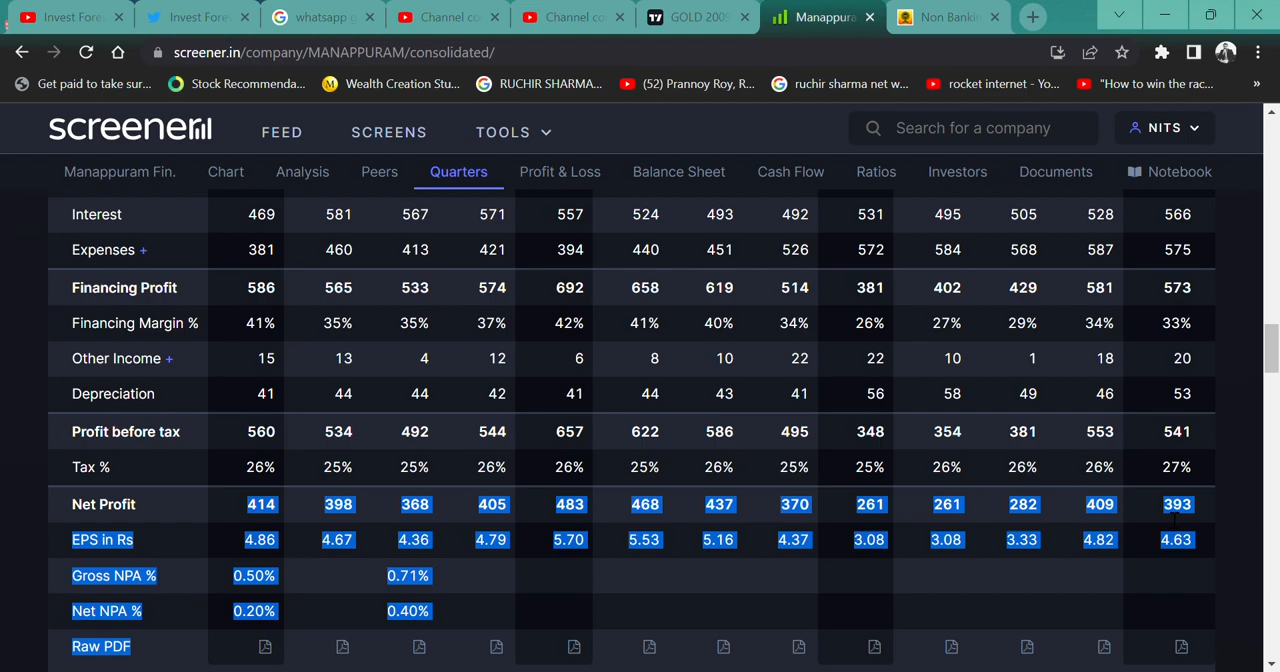 Invest Fore
Invest Fore
whatsapp g
Channel co
Channel co
GOLD 2005
Manappura
Non Bankin
screener.in/company/MANAPPURAM/consolidated/
Get paid to take sur...
Stock Recommenda...
Wealth Creation Stu...
RUCHIR SHARMA...
(52) Prannoy Roy, R...
ruchir sharma net w...
rocket internet - Yo...
"How to win the rac...
»
screener
FEED
SCREENS
TOOLS
Search for a company
NITS
Manappuram Fin.
Chart
Analysis
Peers
Quarters
Profit & Loss
Balance Sheet
Cash Flow
Ratios
Investors
Documents
Notebook
Interest 469 581 567 571 557 524 493 492 531 495 505 528 566
Expenses + 381 460 413 421 394 440 451 526 572 584 568 587 575
Financing Profit 586 565 533 574 692 658 619 514 381 402 429 581 573
Financing Margin % 41% 35% 35% 37% 42% 41% 40% 34% 26% 27% 29% 34% 33%
Other Income + 15 13 4 12 6 8 10 22 22 10 1 18 20
Depreciation 41 44 44 42 41 44 43 41 56 58 49 46 53
Profit before tax 560 534 492 544 657 622 586 495 348 354 381 553 541
Tax % 26% 25% 25% 26% 26% 25% 26% 25% 25% 26% 26% 26% 27%
Net Profit 414 398 368 405 483 468 437 370 261 261 282 409 393
EPS in Rs 4.86 4.67 4.36 4.79 5.70 5.53 5.16 4.37 3.08 3.08 3.33 4.82 4.63
Gross NPA % 0.50% 0.71%
Net NPA % 0.20% 0.40%
Raw PDF